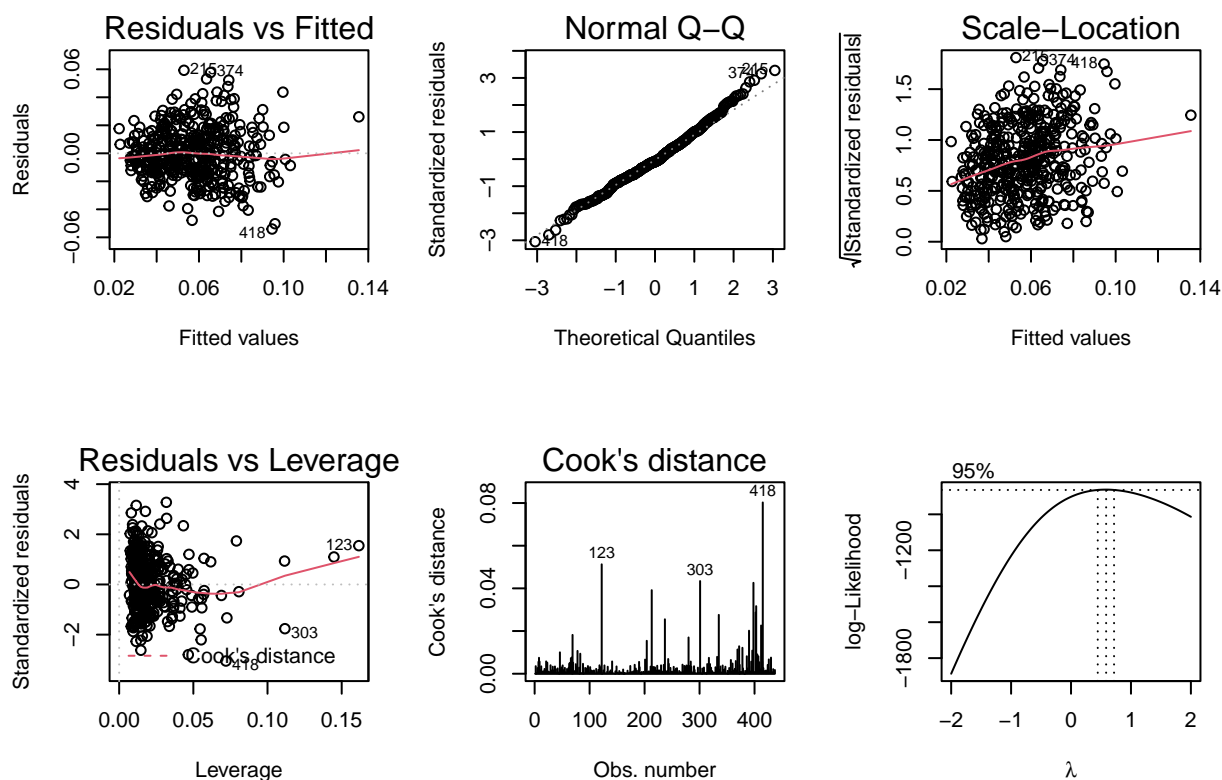 Residuals vs Fitted
Residuals
−0.06 0.00 0.06
215 374
418
0.02 0.06 0.10 0.14
Fitted values
Normal Q−Q
Standardized residuals
−3 −1 1 3
374 215
418
−3 −2 −1 0 1 2 3
Theoretical Quantiles
Scale−Location
√|Standardized residuals|
0.0 0.5 1.0 1.5
215 374 418
0.02 0.06 0.10 0.14
Fitted values
Residuals vs Leverage
Standardized residuals
−2 0 2 4
123
303
418
Cook's distance
0.00 0.05 0.10 0.15
Leverage
Cook's distance
Cook's distance
0.00 0.04 0.08
123
303
418
0 100 200 300 400
Obs. number
95%
log−Likelihood
−1800 −1200
−2 −1 0 1 2
λ